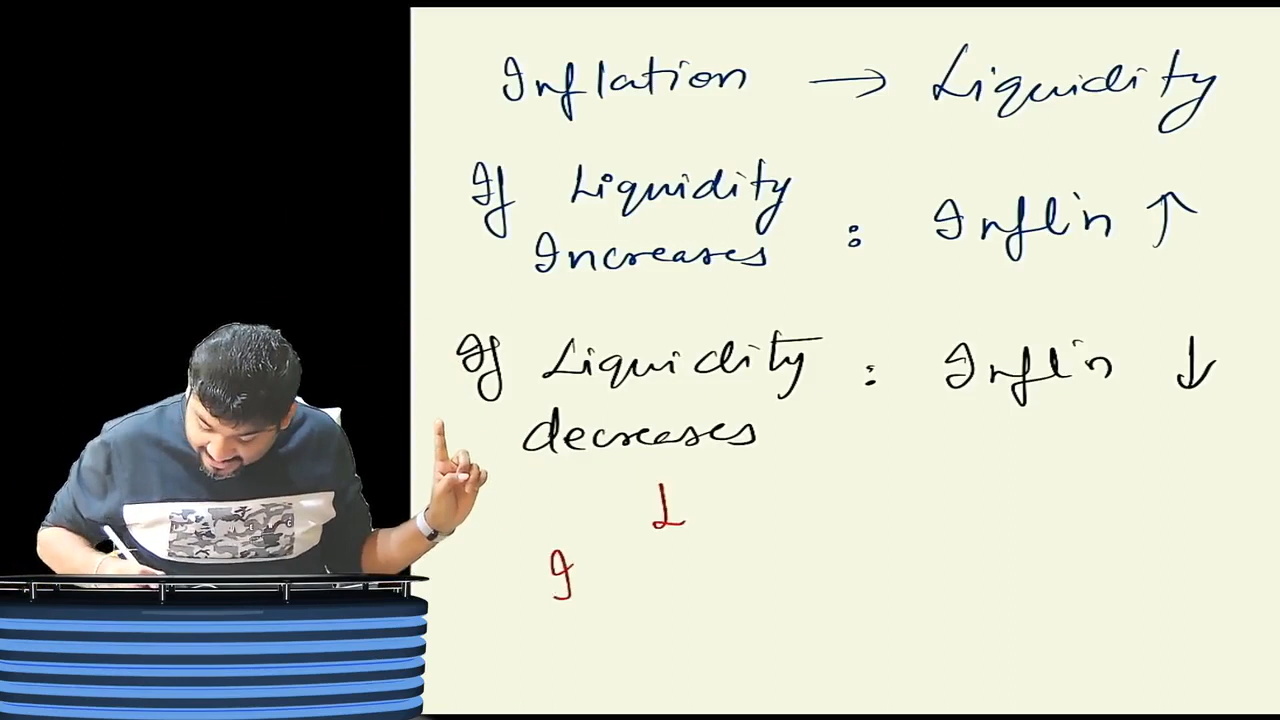 Inflation → Liquidity
If Liquidity
Increases : Infl'n ↑
If Liquidity : Infl'n ↓
decreases
L
I